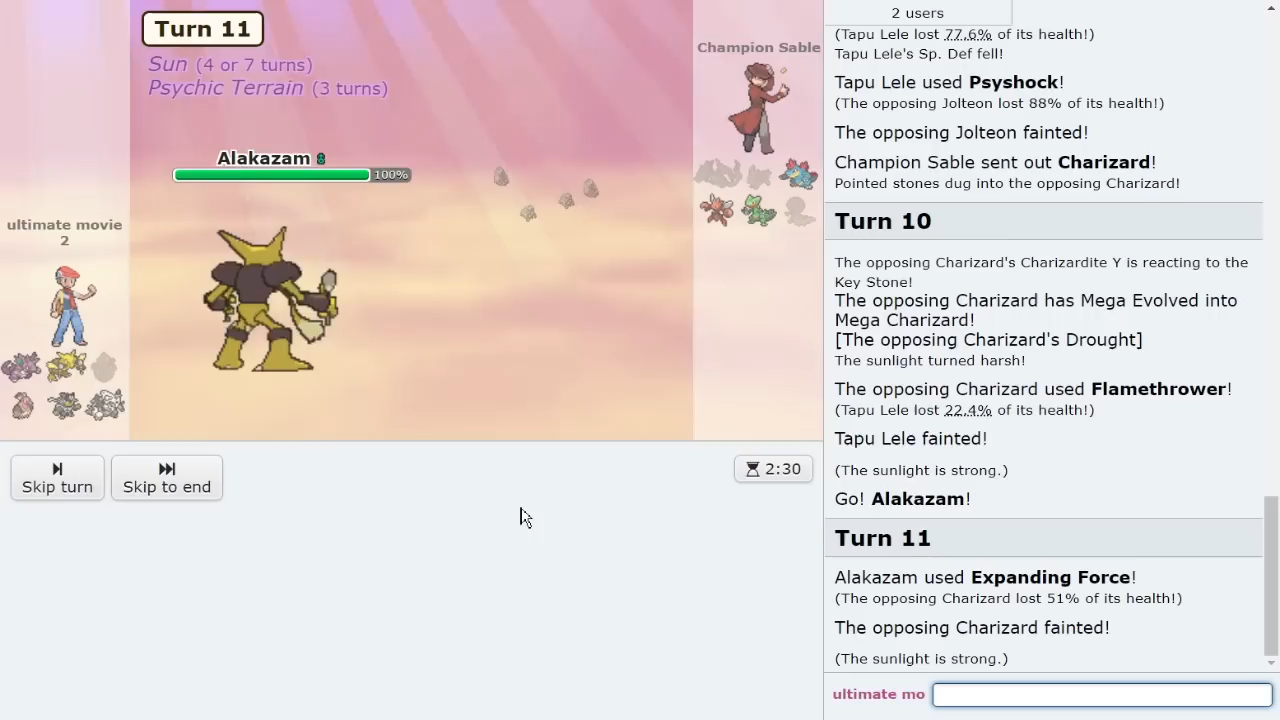 Turn 11
Sun (4 or 7 turns)
Psychic Terrain (3 turns)
Alakazam
100%
ultimate movie
2
Champion Sable
Skip turn
Skip to end
2:30
2 users
(Tapu Lele lost 77.6% of its health!)
Tapu Lele's Sp. Def fell!
Tapu Lele used Psyshock!
(The opposing Jolteon lost 88% of its health!)
The opposing Jolteon fainted!
Champion Sable sent out Charizard!
Pointed stones dug into the opposing Charizard!
Turn 10
The opposing Charizard's Charizardite Y is reacting to the
Key Stone!
The opposing Charizard has Mega Evolved into
Mega Charizard!
[The opposing Charizard's Drought]
The sunlight turned harsh!
The opposing Charizard used Flamethrower!
(Tapu Lele lost 22.4% of its health!)
Tapu Lele fainted!
(The sunlight is strong.)
Go! Alakazam!
Turn 11
Alakazam used Expanding Force!
(The opposing Charizard lost 51% of its health!)
The opposing Charizard fainted!
(The sunlight is strong.)
ultimate mo